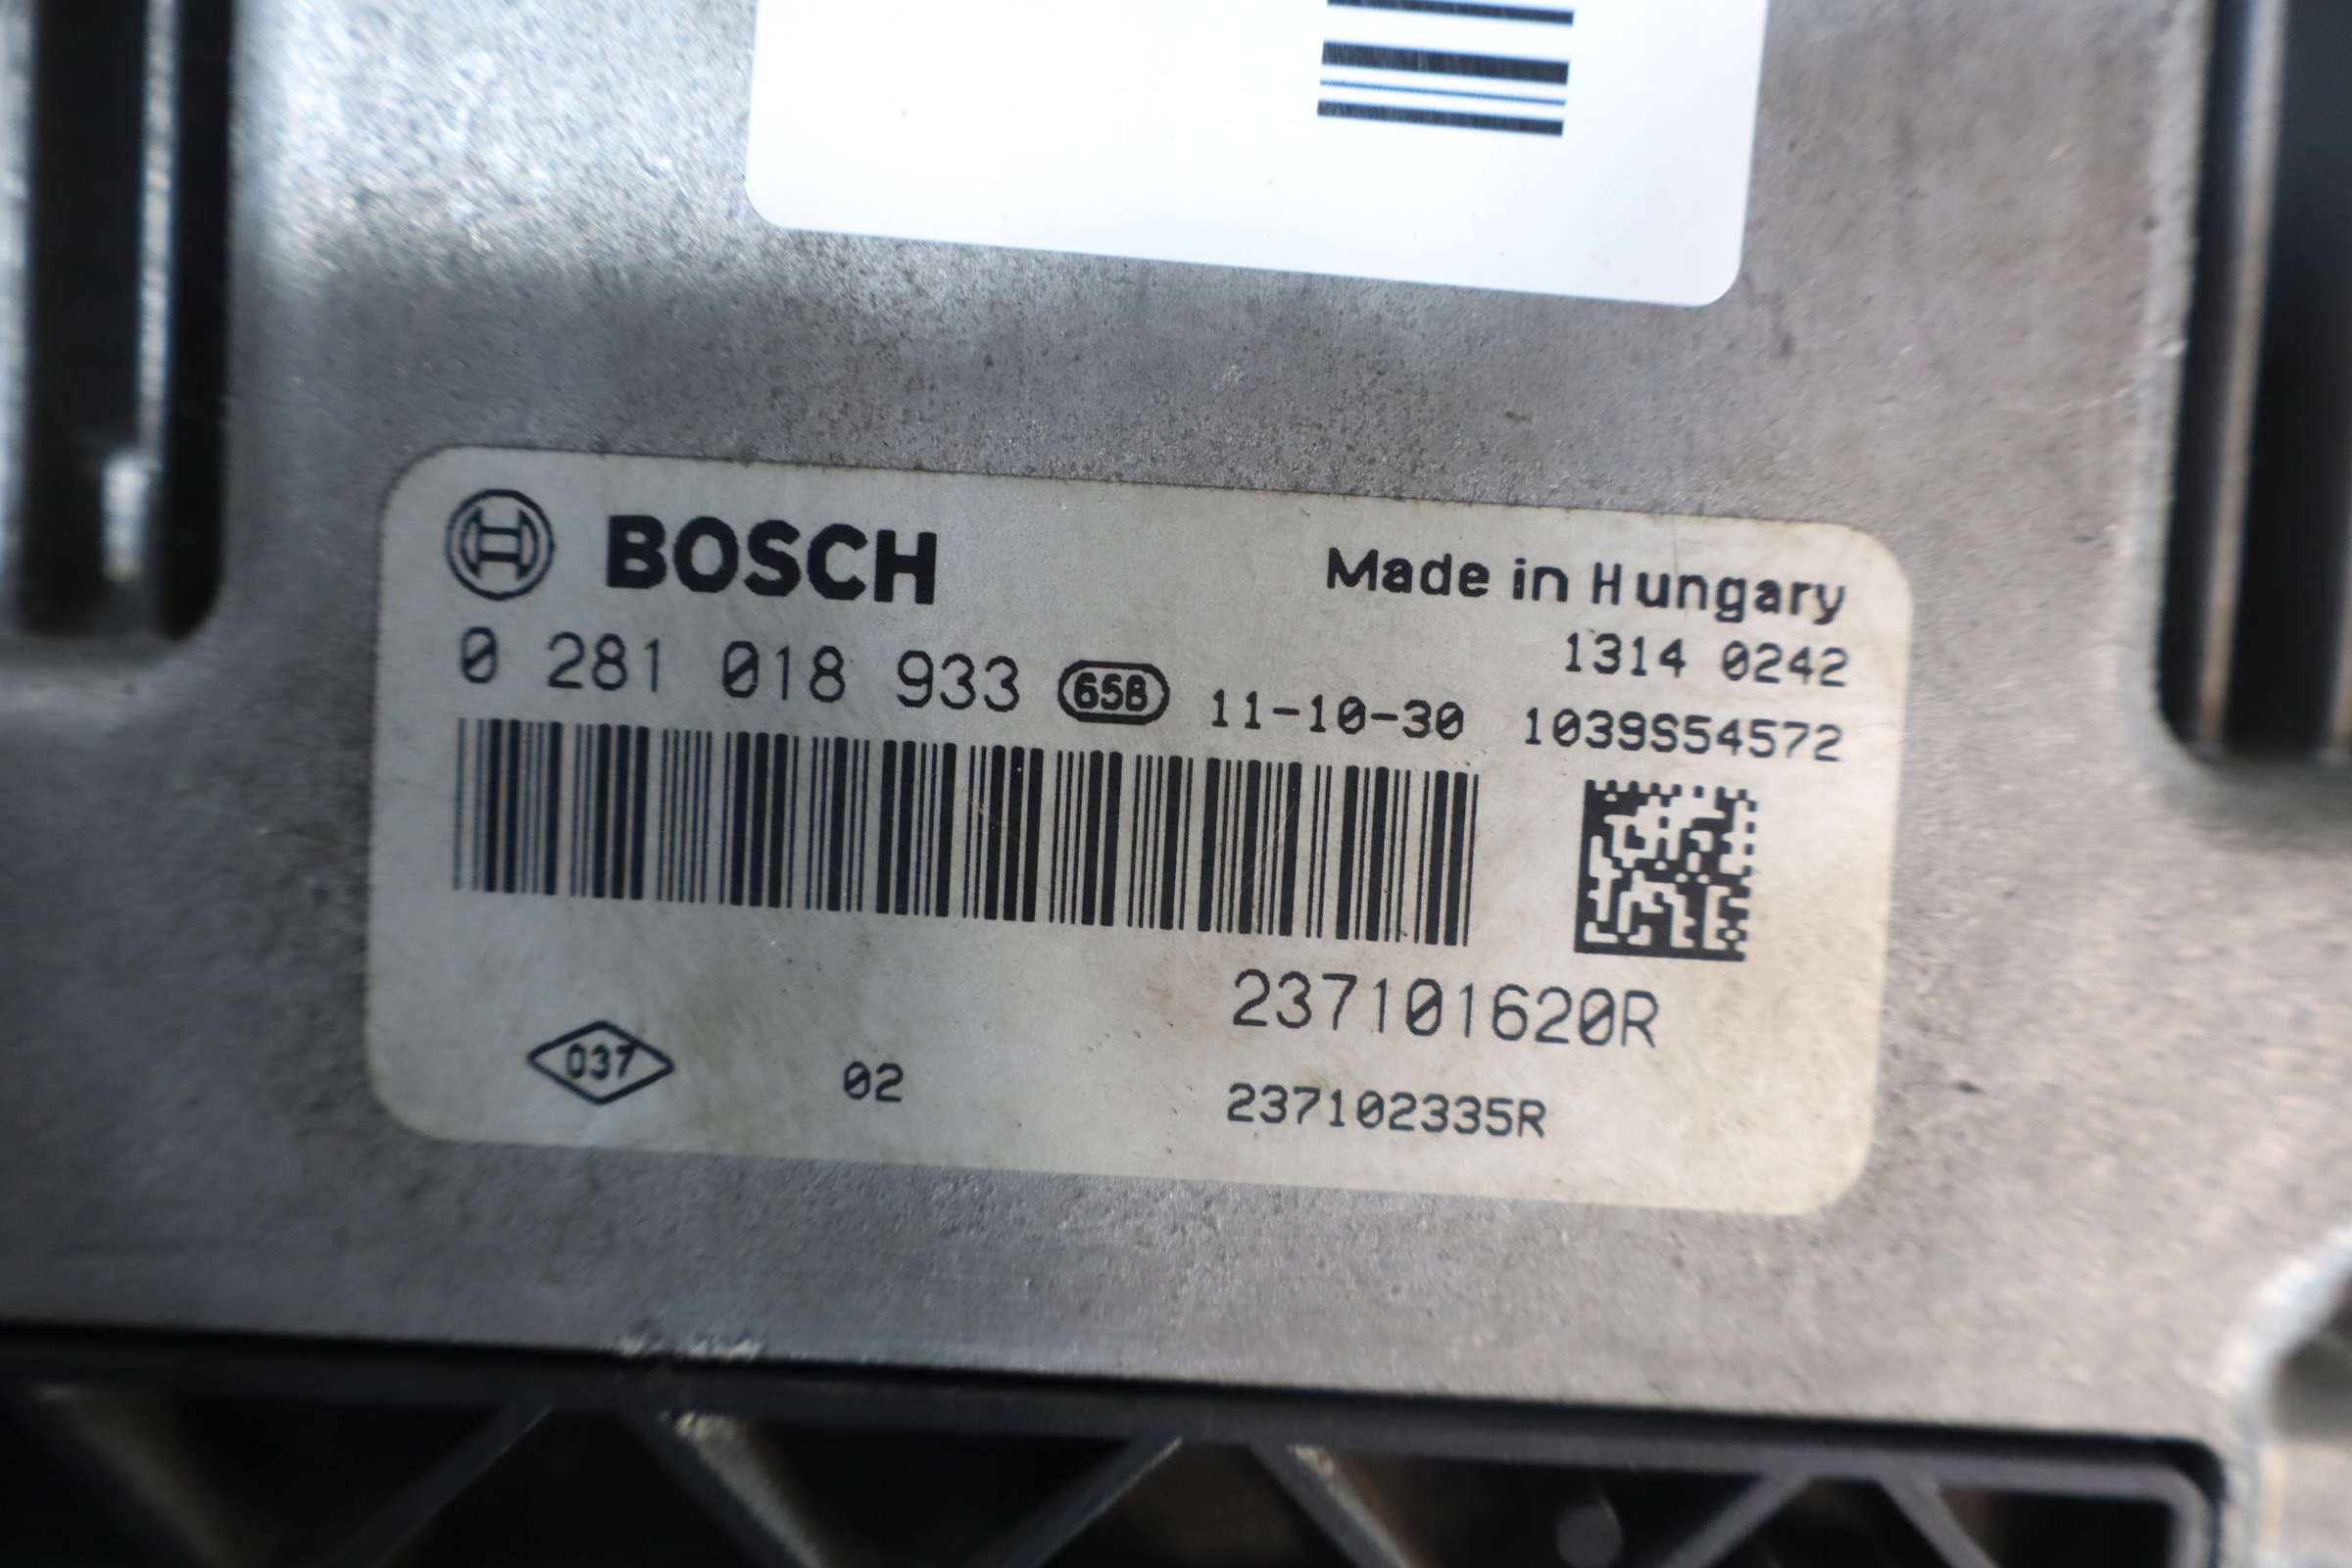 BOSCH
Made in Hungary
1314 0242
0 281 018 933 65B 11-10-30 1039S54572
237101620R
037 02 237102335R